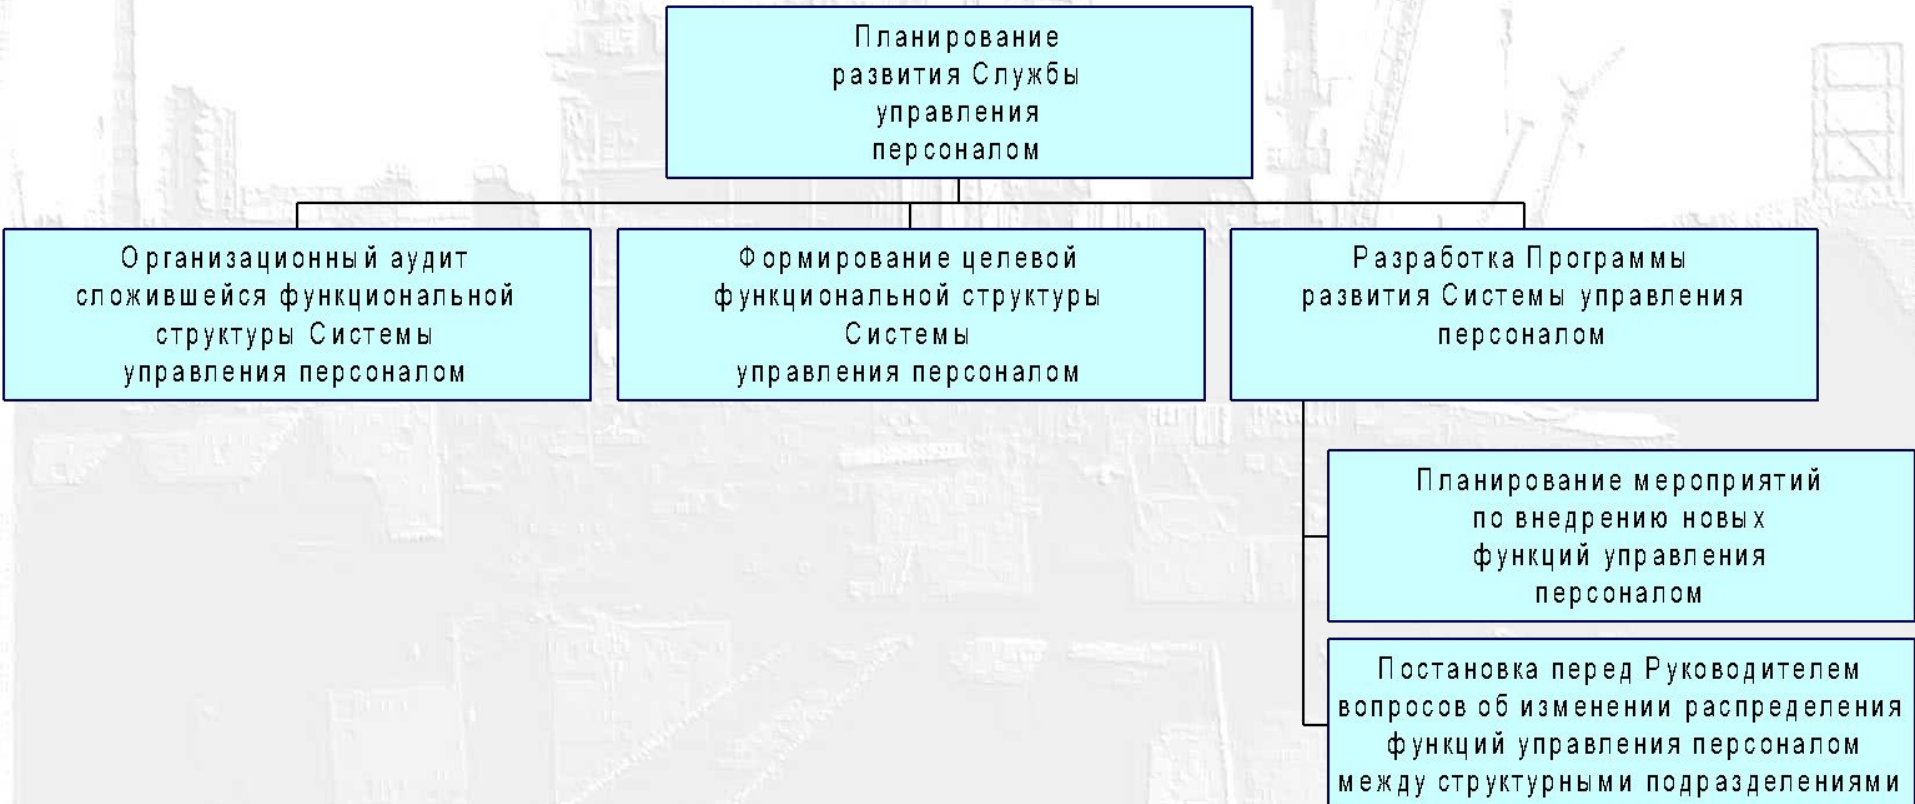 Планирование
развития Службы
управления
персоналом
Организационный аудит
сложившейся функциональной
структуры Системы
управления персоналом
Формирование целевой
функциональной структуры
Системы
управления персоналом
Разработка Программы
развития Системы управления
персоналом
Планирование мероприятий
по внедрению новых
функций управления
персоналом
Постановка перед Руководителем
вопросов об изменении распределения
функций управления персоналом
между структурными подразделениями